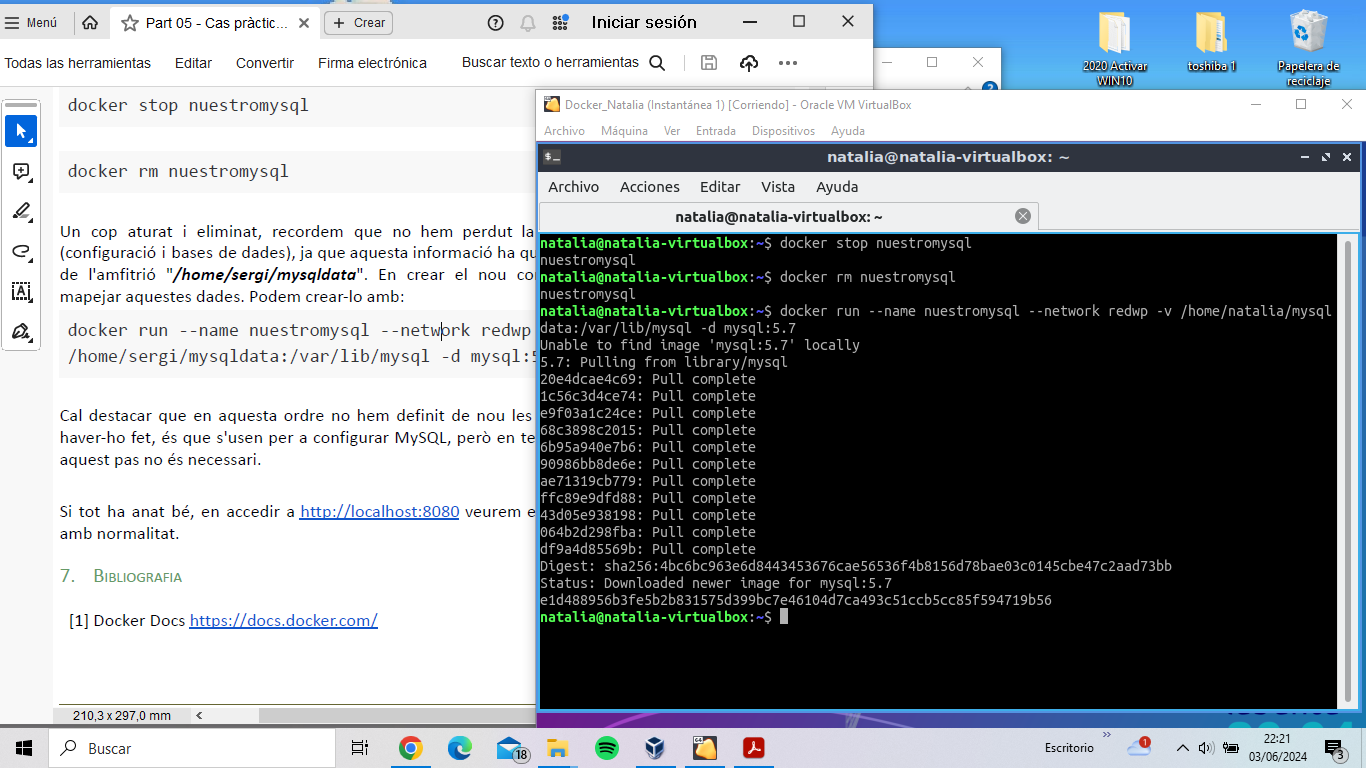 Menú
Part 05 - Cas pràctic...
Crear
Iniciar sesión
Todas las herramientas
Editar
Convertir
Firma electrónica
Buscar texto o herramientas
docker stop nuestromysql
docker rm nuestromysql
Un cop aturat i eliminat, recordem que no hem perdut la
(configuració i bases de dades), ja que aquesta informació ha qu
de l'amfitrió "/home/sergi/mysqldata". En crear el nou con
mapejar aquestes dades. Podem crear-lo amb:
docker run --name nuestromysql --network redwp
/home/sergi/mysqldata:/var/lib/mysql -d mysql:5
Cal destacar que en aquesta ordre no hem definit de nou les
haver-ho fet, és que s'usen per a configurar MySQL, però en te
aquest pas no és necessari.
Si tot ha anat bé, en accedir a http://localhost:8080 veurem e
amb normalitat.
7. Bibliografia
[1] Docker Docs https://docs.docker.com/
210,3 x 297,0 mm
2020 Activar
WIN10
toshiba 1
Papelera de
reciclaje
Docker_Natalia (Instantánea 1) [Corriendo] - Oracle VM VirtualBox
Archivo Máquina Ver Entrada Dispositivos Ayuda
natalia@natalia-virtualbox: ~
Archivo Acciones Editar Vista Ayuda
natalia@natalia-virtualbox: ~
natalia@natalia-virtualbox:~$ docker stop nuestromysql
nuestromysql
natalia@natalia-virtualbox:~$ docker rm nuestromysql
nuestromysql
natalia@natalia-virtualbox:~$ docker run --name nuestromysql --network redwp -v /home/natalia/mysql
data:/var/lib/mysql -d mysql:5.7
Unable to find image 'mysql:5.7' locally
5.7: Pulling from library/mysql
20e4dcae4c69: Pull complete
1c56c3d4ce74: Pull complete
e9f03a1c24ce: Pull complete
68c3898c2015: Pull complete
6b95a940e7b6: Pull complete
90986bb8de6e: Pull complete
ae71319cb779: Pull complete
ffc89e9dfd88: Pull complete
43d05e938198: Pull complete
064b2d298fba: Pull complete
df9a4d85569b: Pull complete
Digest: sha256:4bc6bc963e6d8443453676cae56536f4b8156d78bae03c0145cbe47c2aad73bb
Status: Downloaded newer image for mysql:5.7
e1d488956b3fe5b2b831575d399bc7e46104d7ca493c51ccb5cc85f594719b56
natalia@natalia-virtualbox:~$
Buscar
18
Escritorio
1
22:21
03/06/2024
3